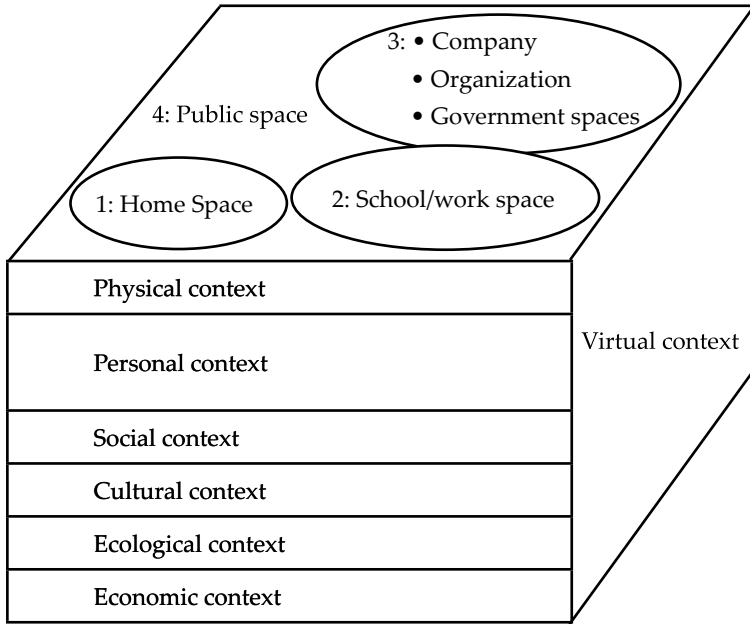 3: • Company
• Organization
4: Public space
• Government spaces
1: Home Space
2: School/work space
Physical context
Virtual context
Personal context
Social context
Cultural context
Ecological context
Economic context